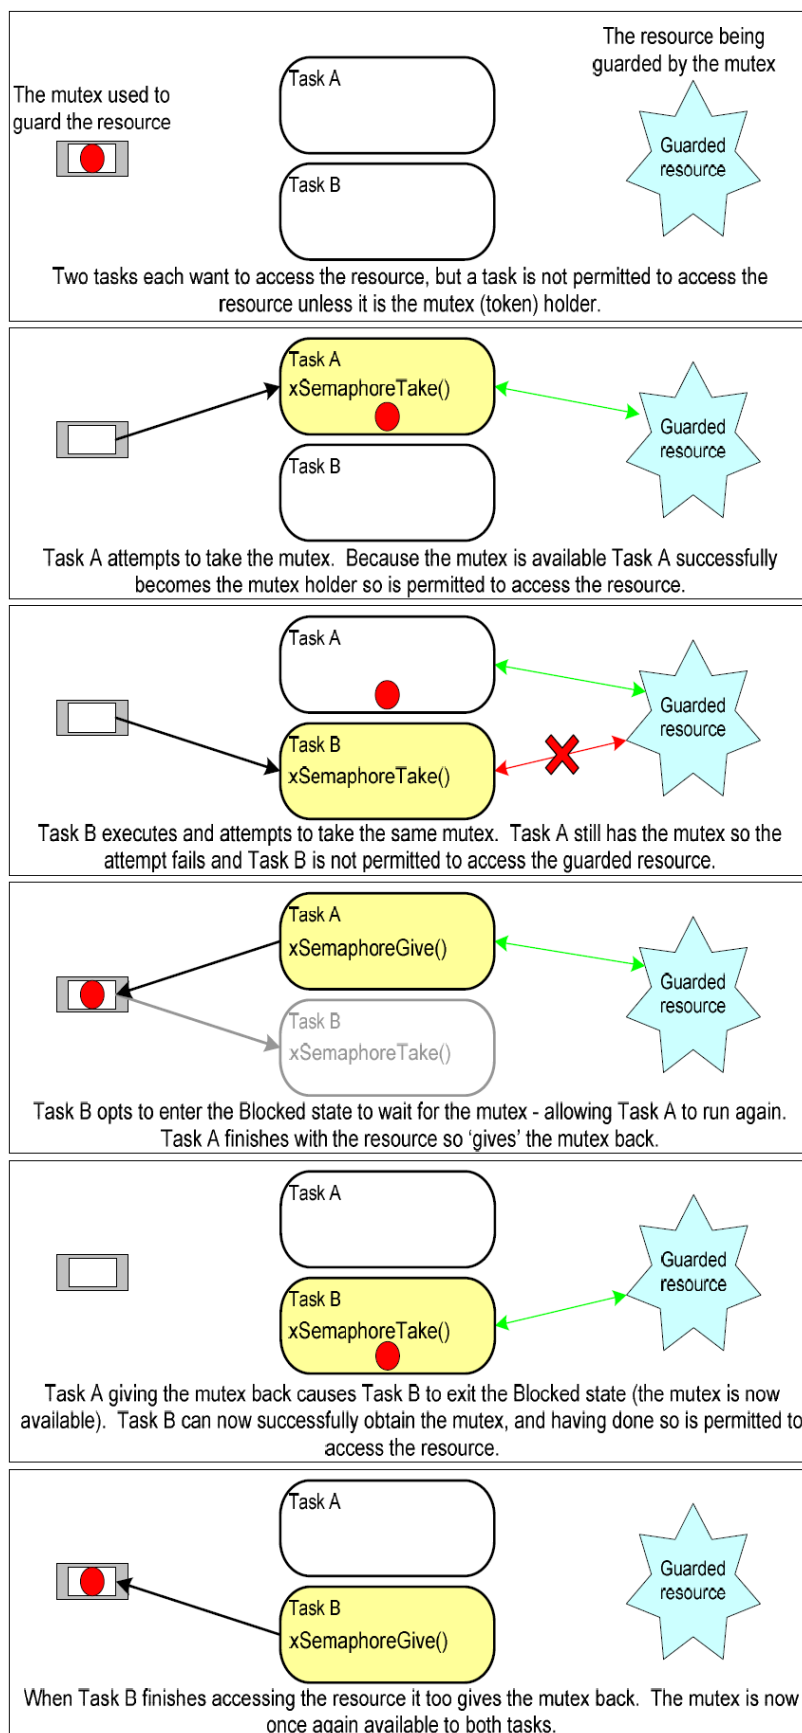 The resource being
guarded by the mutex
Task A
The mutex used to
guard the resource
Guarded
resource
Task B
Two tasks each want to access the resource, but a task is not permitted to access the
resource unless it is the mutex (token) holder.
Task A
xSemaphoreTake()
Guarded
resource
Task B
Task A attempts to take the mutex.  Because the mutex is available Task A successfully
becomes the mutex holder so is permitted to access the resource.
Task A
Guarded
resource
Task B
xSemaphoreTake()
Task B executes and attempts to take the same mutex.  Task A still has the mutex so the
attempt fails and Task B is not permitted to access the guarded resource.
Task A
xSemaphoreGive()
Guarded
resource
Task B
xSemaphoreTake()
Task B opts to enter the Blocked state to wait for the mutex - allowing Task A to run again.
Task A finishes with the resource so ‘gives’ the mutex back.
Task A
Guarded
resource
Task B
xSemaphoreTake()
Task A giving the mutex back causes Task B to exit the Blocked state (the mutex is now
available).  Task B can now successfully obtain the mutex, and having done so is permitted to
access the resource.
Task A
Guarded
resource
Task B
xSemaphoreGive()
When Task B finishes accessing the resource it too gives the mutex back.  The mutex is now
once again available to both tasks.